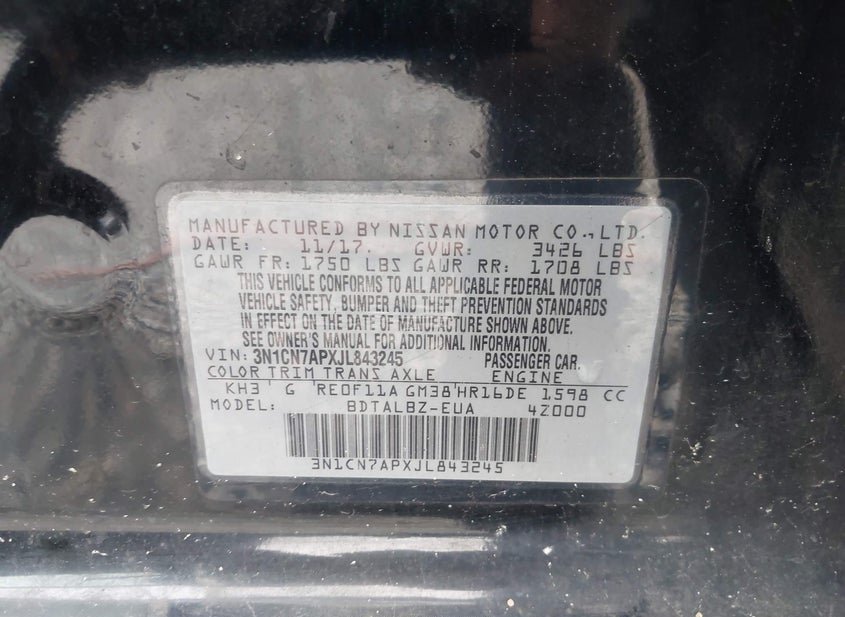 MANUFACTURED BY NISSAN MOTOR CO.,LTD.
DATE: 11/17. GVWR: 3426 LBS
GAWR FR: 1750 LBS GAWR RR: 1708 LBS
THIS VEHICLE CONFORMS TO ALL APPLICABLE FEDERAL MOTOR
VEHICLE SAFETY, BUMPER AND THEFT PREVENTION STANDARDS
IN EFFECT ON THE DATE OF MANUFACTURE SHOWN ABOVE.
SEE OWNER'S MANUAL FOR ADDITIONAL INFORMATION.
VIN: 3N1CN7APXJL843245 PASSENGER CAR.
COLOR TRIM TRANS AXLE ENGINE
KH3 G RE0F11A GM38 HR16DE 1,598 CC
MODEL: BDTALBZ-EUA 4Z000
3N1CN7APXJL843245